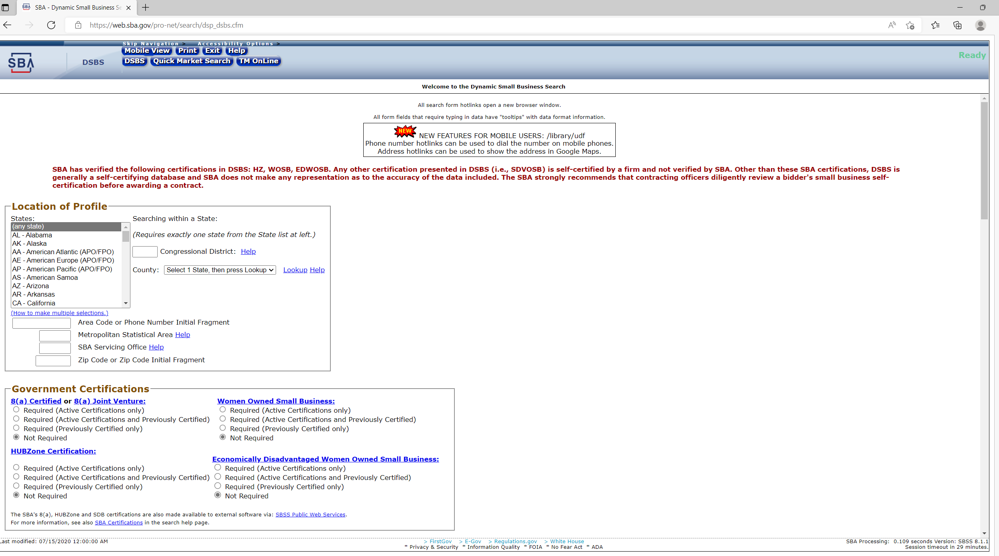 SBA - Dynamic Small Business Se
https://web.sba.gov/pro-net/search/dsp_dsbs.cfm
Skip Navigation > Accessibility Options >
Mobile View Print Exit Help
SBA DSBS DSBS Quick Market Search TM OnLine
Ready
Welcome to the Dynamic Small Business Search
All search form hotlinks open a new browser window.
All form fields that require typing in data have "tooltips" with data format information.
NEW NEW FEATURES FOR MOBILE USERS: /library/udf
Phone number hotlinks can be used to dial the number on mobile phones.
Address hotlinks can be used to show the address in Google Maps.
SBA has verified the following certifications in DSBS: HZ, WOSB, EDWOSB. Any other certification presented in DSBS (i.e., SDVOSB) is self-certified by a firm and not verified by SBA. Other than these SBA certifications, DSBS is
generally a self-certifying database and SBA does not make any representation as to the accuracy of the data included. The SBA strongly recommends that contracting officers diligently review a bidder's small business self-
certification before awarding a contract.
Location of Profile
States:
(any state)
AL - Alabama
AK - Alaska
AA - American Atlantic (APO/FPO)
AE - American Europe (APO/FPO)
AP - American Pacific (APO/FPO)
AS - American Samoa
AZ - Arizona
AR - Arkansas
CA - California
(How to make multiple selections.)
Searching within a State:
(Requires exactly one state from the State list at left.)
Congressional District: Help
County: Select 1 State, then press Lookup Lookup Help
Area Code or Phone Number Initial Fragment
Metropolitan Statistical Area Help
SBA Servicing Office Help
Zip Code or Zip Code Initial Fragment
Government Certifications
8(a) Certified or 8(a) Joint Venture:
Required (Active Certifications only)
Required (Active Certifications and Previously Certified)
Required (Previously Certified only)
Not Required
Women Owned Small Business:
Required (Active Certifications only)
Required (Active Certifications and Previously Certified)
Required (Previously Certified only)
Not Required
HUBZone Certification:
Required (Active Certifications only)
Required (Active Certifications and Previously Certified)
Required (Previously Certified only)
Not Required
Economically Disadvantaged Women Owned Small Business:
Required (Active Certifications only)
Required (Active Certifications and Previously Certified)
Required (Previously Certified only)
Not Required
The SBA's 8(a), HUBZone and SDB certifications are also made available to external software via: SBSS Public Web Services.
For more information, see also SBA Certifications in the search help page.
Last modified: 07/15/2020 12:00:00 AM
> FirstGov > E-Gov > Regulations.gov > White House
* Privacy & Security * Information Quality * FOIA * No Fear Act * ADA
SBA Processing: 0.109 seconds Version: SBSS 8.1.1
Session timeout in 29 minutes.